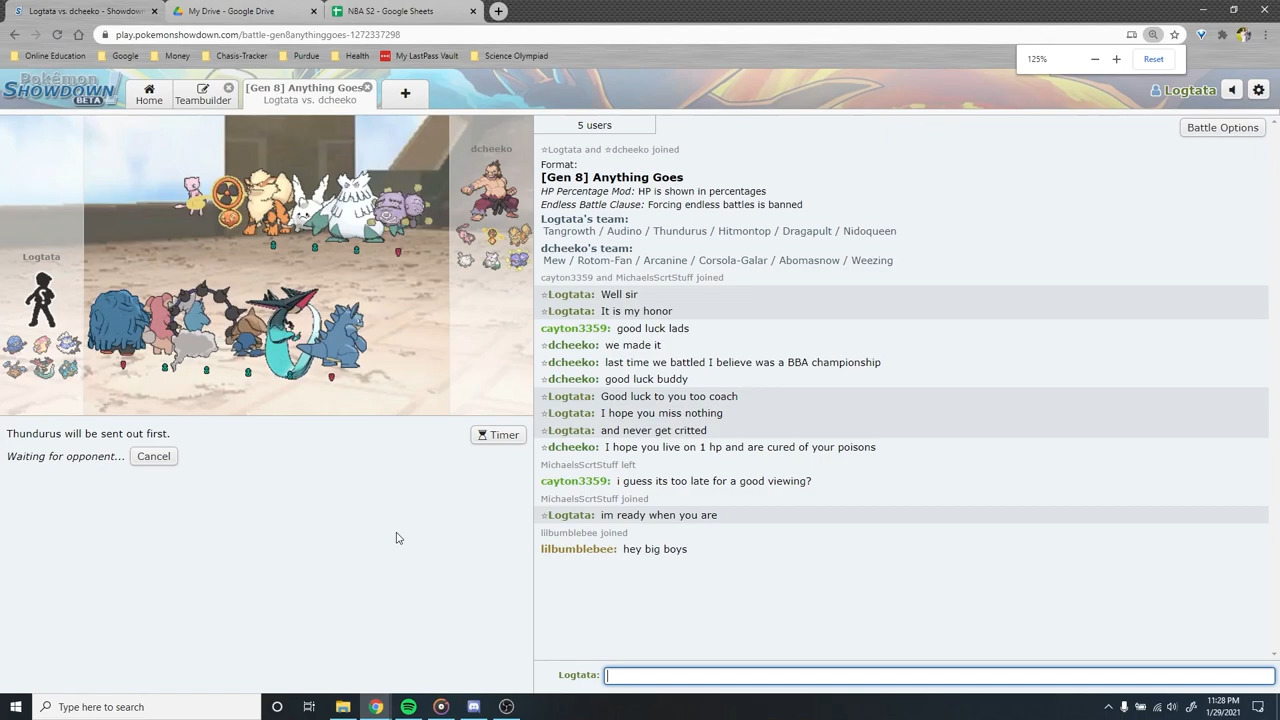 Logtata vs. dcheeko - Showdown
My Drive - Google Drive
NBA S2 - Google Sheets
play.pokemonshowdown.com/battle-gen8anythinggoes-1272337298
Online Education
Google
Money
Chasis-Tracker
Purdue
Health
My LastPass Vault
Science Olympiad
125%
Reset
Pokémon
SHOWDOWN
BETA
Home
Teambuilder
[Gen 8] Anything Goes
Logtata vs. dcheeko
Logtata
5 users
Battle Options
☆Logtata and ☆dcheeko joined
Format:
[Gen 8] Anything Goes
HP Percentage Mod: HP is shown in percentages
Endless Battle Clause: Forcing endless battles is banned
Logtata's team:
Tangrowth / Audino / Thundurus / Hitmontop / Dragapult / Nidoqueen
dcheeko's team:
Mew / Rotom-Fan / Arcanine / Corsola-Galar / Abomasnow / Weezing
cayton3359 and MichaelsScrtStuff joined
☆Logtata: Well sir
☆Logtata: It is my honor
cayton3359: good luck lads
☆dcheeko: we made it
☆dcheeko: last time we battled I believe was a BBA championship
☆dcheeko: good luck buddy
☆Logtata: Good luck to you too coach
☆Logtata: I hope you miss nothing
☆Logtata: and never get critted
☆dcheeko: I hope you live on 1 hp and are cured of your poisons
MichaelsScrtStuff left
cayton3359: i guess its too late for a good viewing?
MichaelsScrtStuff joined
☆Logtata: im ready when you are
lilbumblebee joined
lilbumblebee: hey big boys
dcheeko
Logtata
Thundurus will be sent out first.
Timer
Waiting for opponent...
Cancel
Logtata:
Type here to search
11:28 PM
1/29/2021